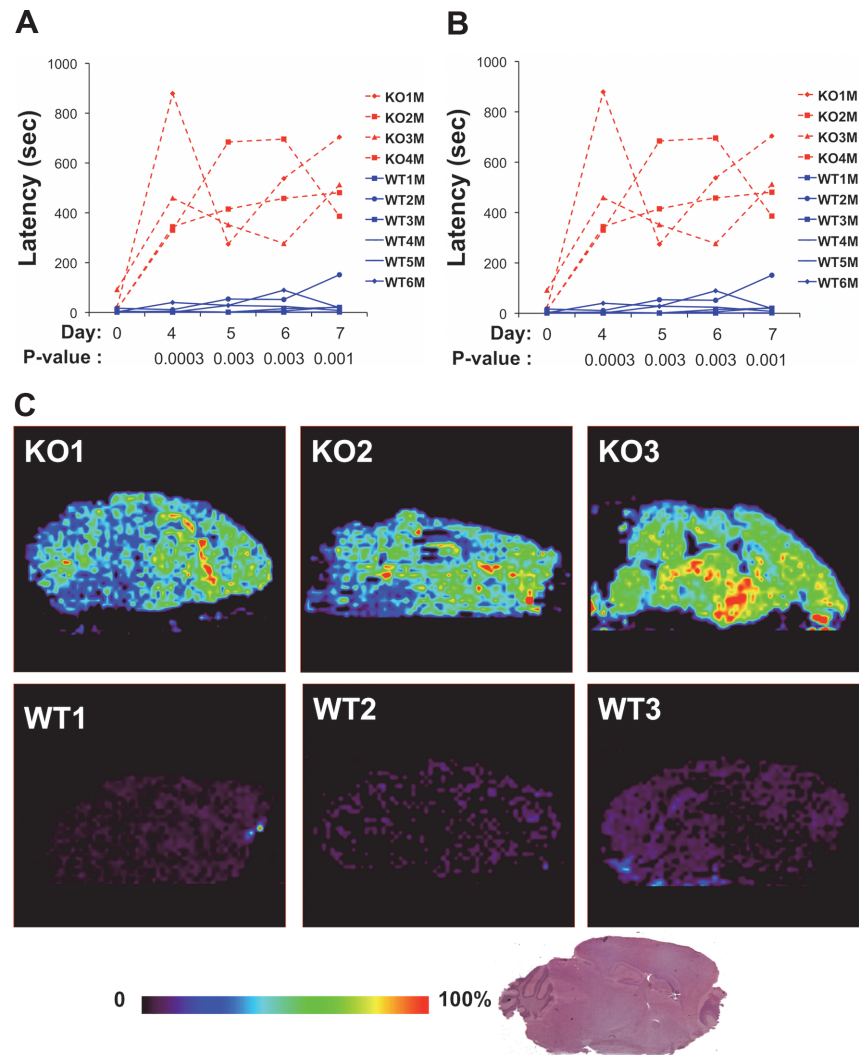 A
1000
800
600
400
200
0
Latency (sec)
KO1M
KO2M
KO3M
KO4M
WT1M
WT2M
WT3M
WT4M
WT5M
WT6M
Day: 0 4 5 6 7
P-value : 0.0003 0.003 0.003 0.001
B
1000
800
600
400
200
0
Latency (sec)
KO1M
KO2M
KO3M
KO4M
WT1M
WT2M
WT3M
WT4M
WT5M
WT6M
Day: 0 4 5 6 7
P-value : 0.0003 0.003 0.003 0.001
C
KO1 KO2 KO3
WT1 WT2 WT3
0 100%